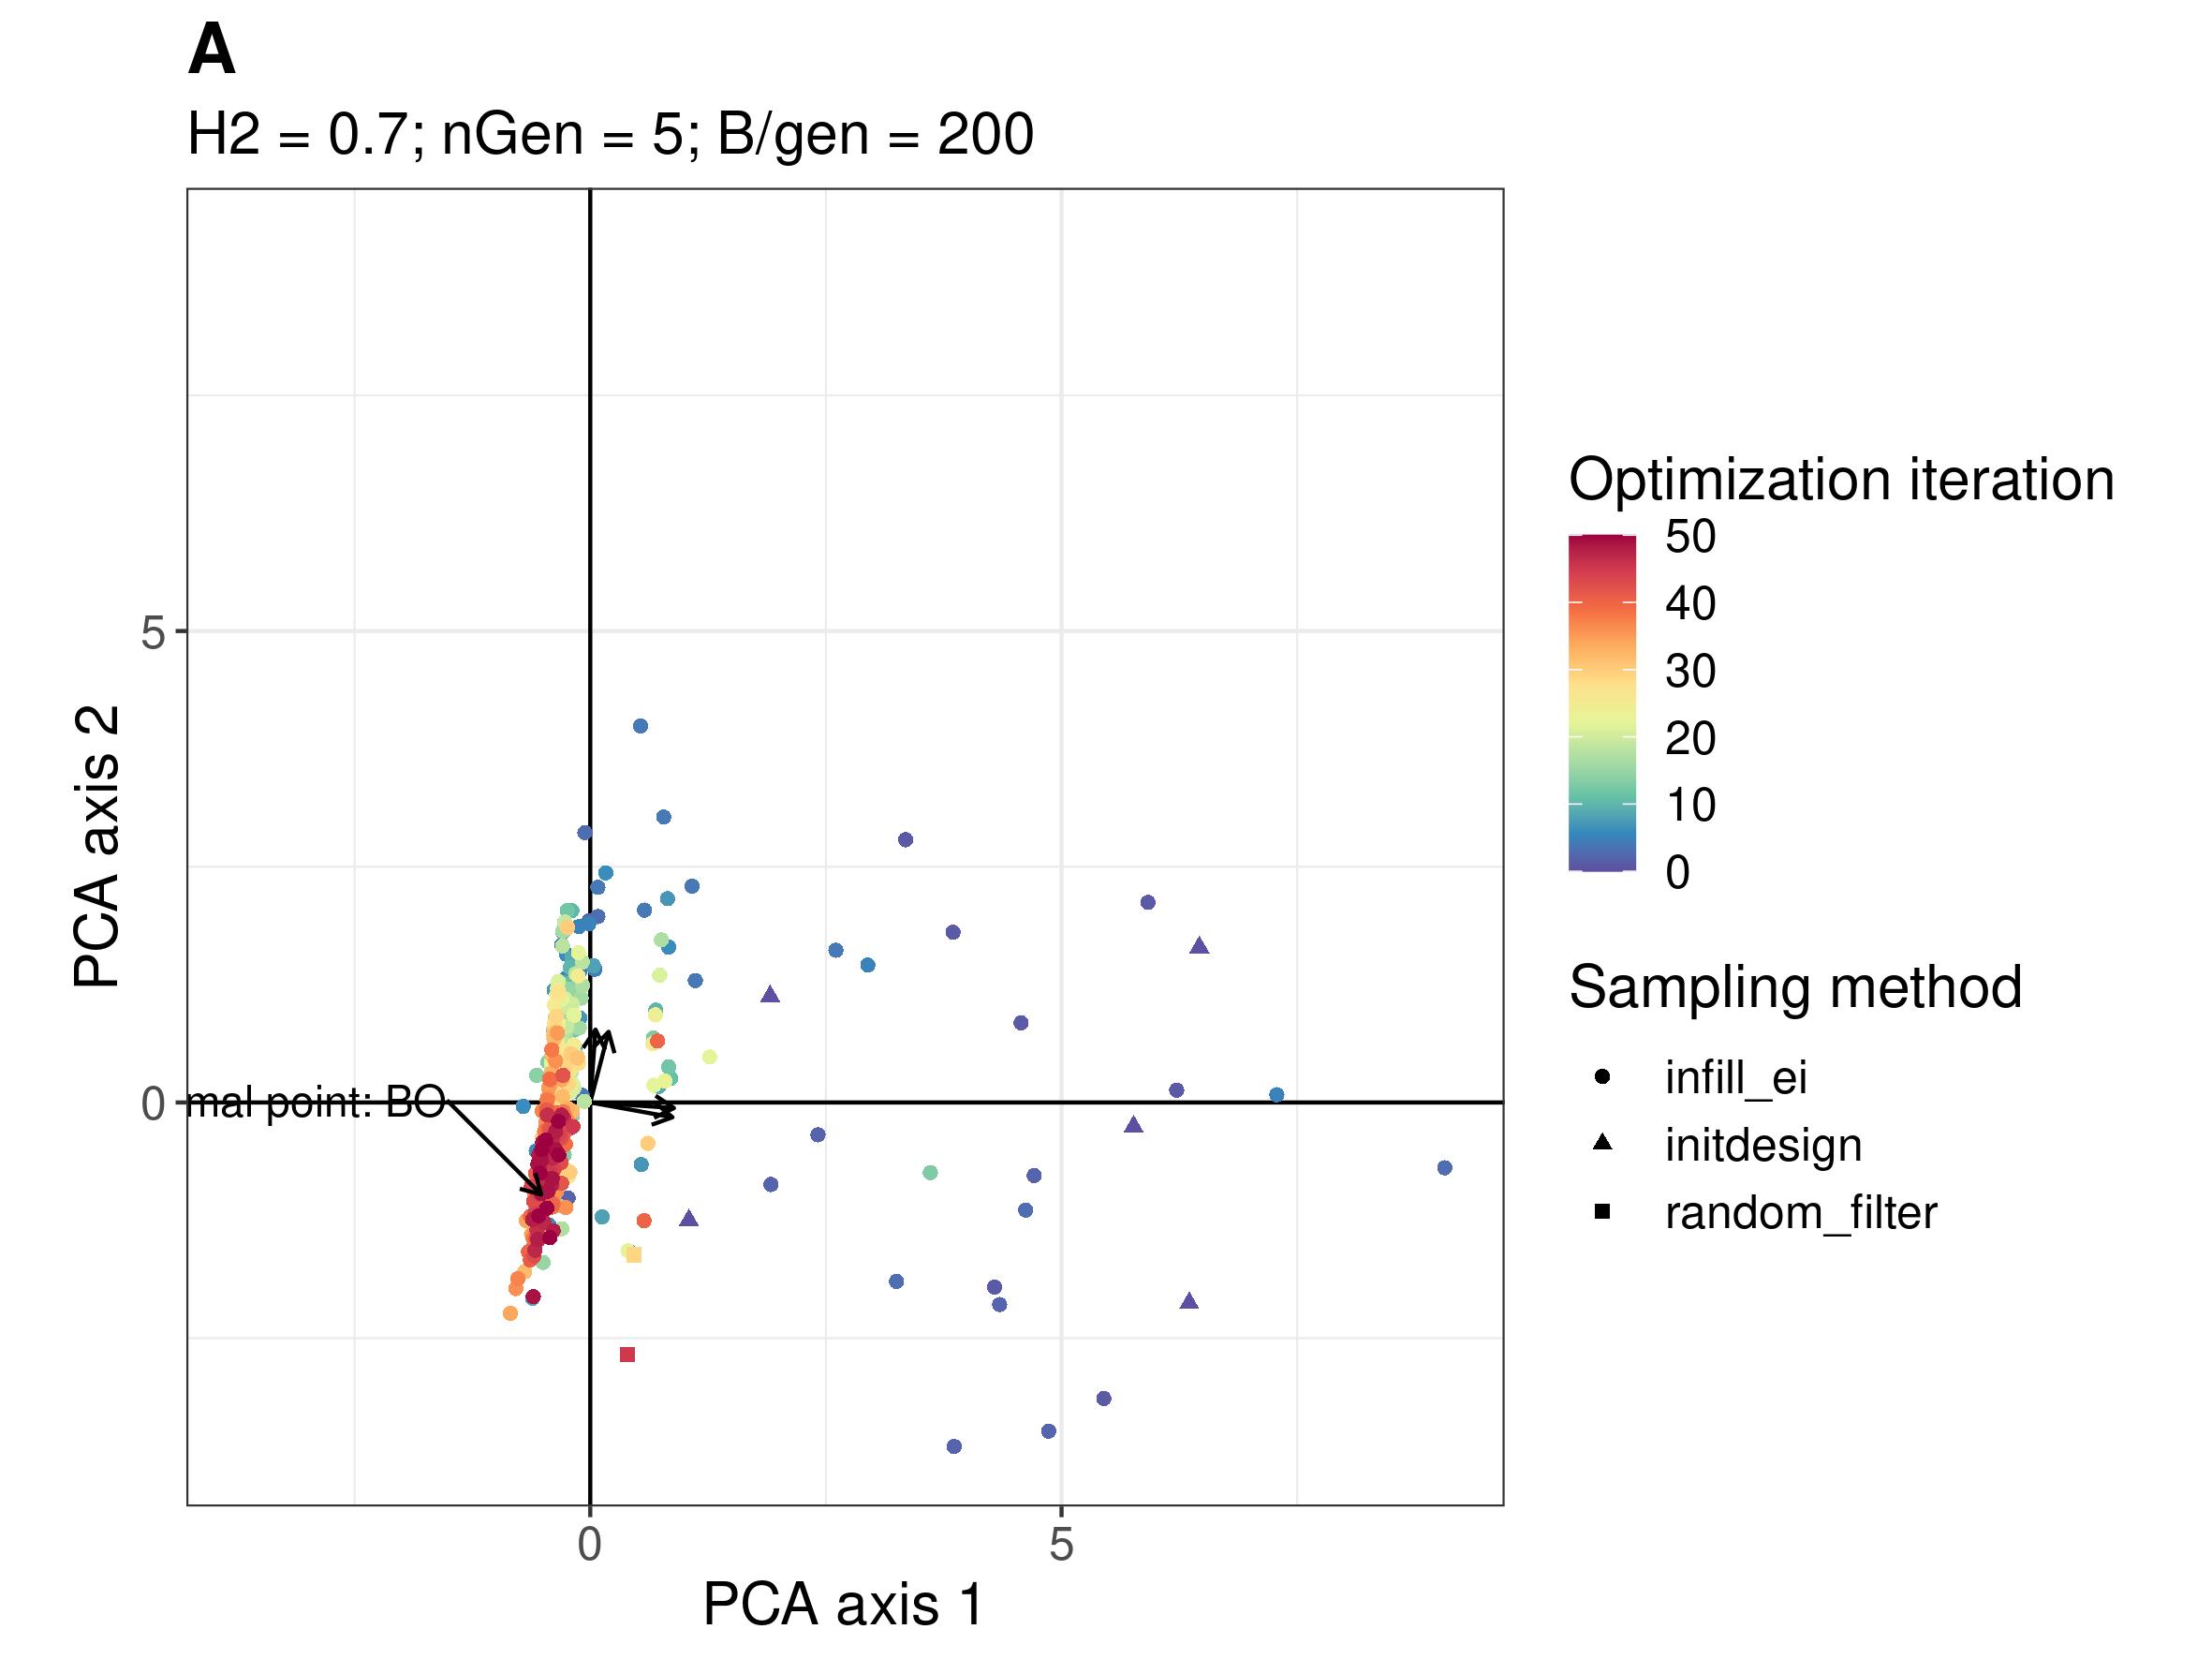 A
H2 = 0.7; nGen = 5; B/gen = 200
PCA axis 2
5
0
mal point: BO
0
5
PCA axis 1
Optimization iteration
50
40
30
20
10
0
Sampling method
infill_ei
initdesign
random_filter